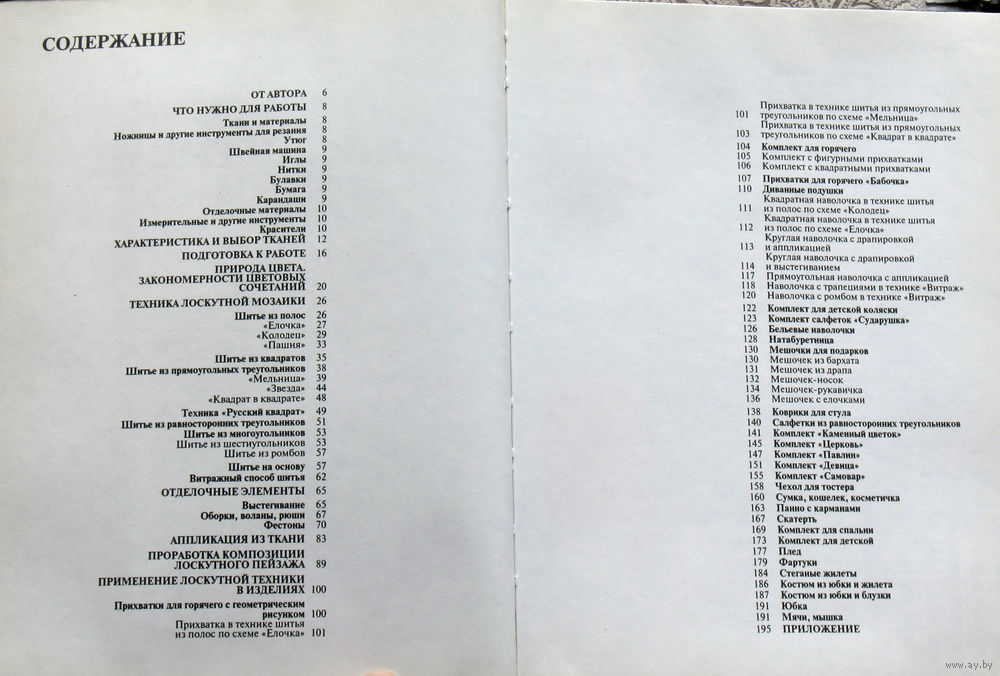 СОДЕРЖАНИЕ
ОТ АВТОРА 6
ЧТО НУЖНО ДЛЯ РАБОТЫ 8
Ткани и материалы 8
Ножницы и другие инструменты для резания 8
Утюг 8
Швейная машина 9
Иглы 9
Нитки 9
Булавки 9
Бумага 9
Карандаши 9
Отделочные материалы 10
Измерительные и другие инструменты 10
Красители 10
ХАРАКТЕРИСТИКА И ВЫБОР ТКАНЕЙ 12
ПОДГОТОВКА К РАБОТЕ 16
ПРИРОДА ЦВЕТА.
ЗАКОНОМЕРНОСТИ ЦВЕТОВЫХ
СОЧЕТАНИЙ 20
ТЕХНИКА ЛОСКУТНОЙ МОЗАИКИ 26
Шитье из полос 26
«Елочка» 27
«Колодец» 29
«Пашня» 33
Шитье из квадратов 35
Шитье из прямоугольных треугольников 38
«Мельница» 39
«Звезда» 44
«Квадрат в квадрате» 48
Техника «Русский квадрат» 49
Шитье из равносторонних треугольников 51
Шитье из многоугольников 53
Шитье из шестиугольников 53
Шитье из ромбов 57
Шитье на основу 57
Витражный способ шитья 62
ОТДЕЛОЧНЫЕ ЭЛЕМЕНТЫ 65
Выстегивание 65
Оборки, воланы, рюши 67
Фестоны 70
АППЛИКАЦИЯ ИЗ ТКАНИ 83
ПРОРАБОТКА КОМПОЗИЦИИ
ЛОСКУТНОГО ПЕЙЗАЖА 89
ПРИМЕНЕНИЕ ЛОСКУТНОЙ ТЕХНИКИ
В ИЗДЕЛИЯХ 100
Прихватки для горячего с геометрическим
рисунком 100
Прихватка в технике шитья
из полос по схеме «Елочка» 101
Прихватка в технике шитья из прямоугольных
101 треугольников по схеме «Мельница»
Прихватка в технике шитья из прямоугольных
103 треугольников по схеме «Квадрат в квадрате»
104 Комплект для горячего
105 Комплект с фигурными прихватками
106 Комплект с квадратными прихватками
107 Прихватки для горячего «Бабочка»
110 Диванные подушки
Квадратная наволочка в технике шитья
111 из полос по схеме «Колодец»
Квадратная наволочка в технике шитья
112 из полос по схеме «Елочка»
Круглая наволочка с драпировкой
113 и аппликацией
Круглая наволочка с драпировкой
114 и выстегиванием
117 Прямоугольная наволочка с аппликацией
118 Наволочка с трапециями в технике «Витраж»
120 Наволочка с ромбом в технике «Витраж»
122 Комплект для детской коляски
123 Комплект салфеток «Сударушка»
126 Бельевые наволочки
128 Натабуретница
130 Мешочки для подарков
130 Мешочек из бархата
131 Мешочек из драпа
132 Мешочек-носок
134 Мешочек-рукавичка
136 Мешочек с елочками
138 Коврики для стула
140 Салфетки из равносторонних треугольников
141 Комплект «Каменный цветок»
145 Комплект «Церковь»
147 Комплект «Павлин»
151 Комплект «Девица»
155 Комплект «Самовар»
158 Чехол для тостера
160 Сумка, кошелек, косметичка
163 Панно с карманами
167 Скатерть
169 Комплект для спальни
173 Комплект для детской
177 Плед
179 Фартуки
184 Стеганые жилеты
186 Костюм из юбки и жилета
187 Костюм из юбки и блузки
191 Юбка
191 Мячи, мышка
195 ПРИЛОЖЕНИЕ
www.ay.by